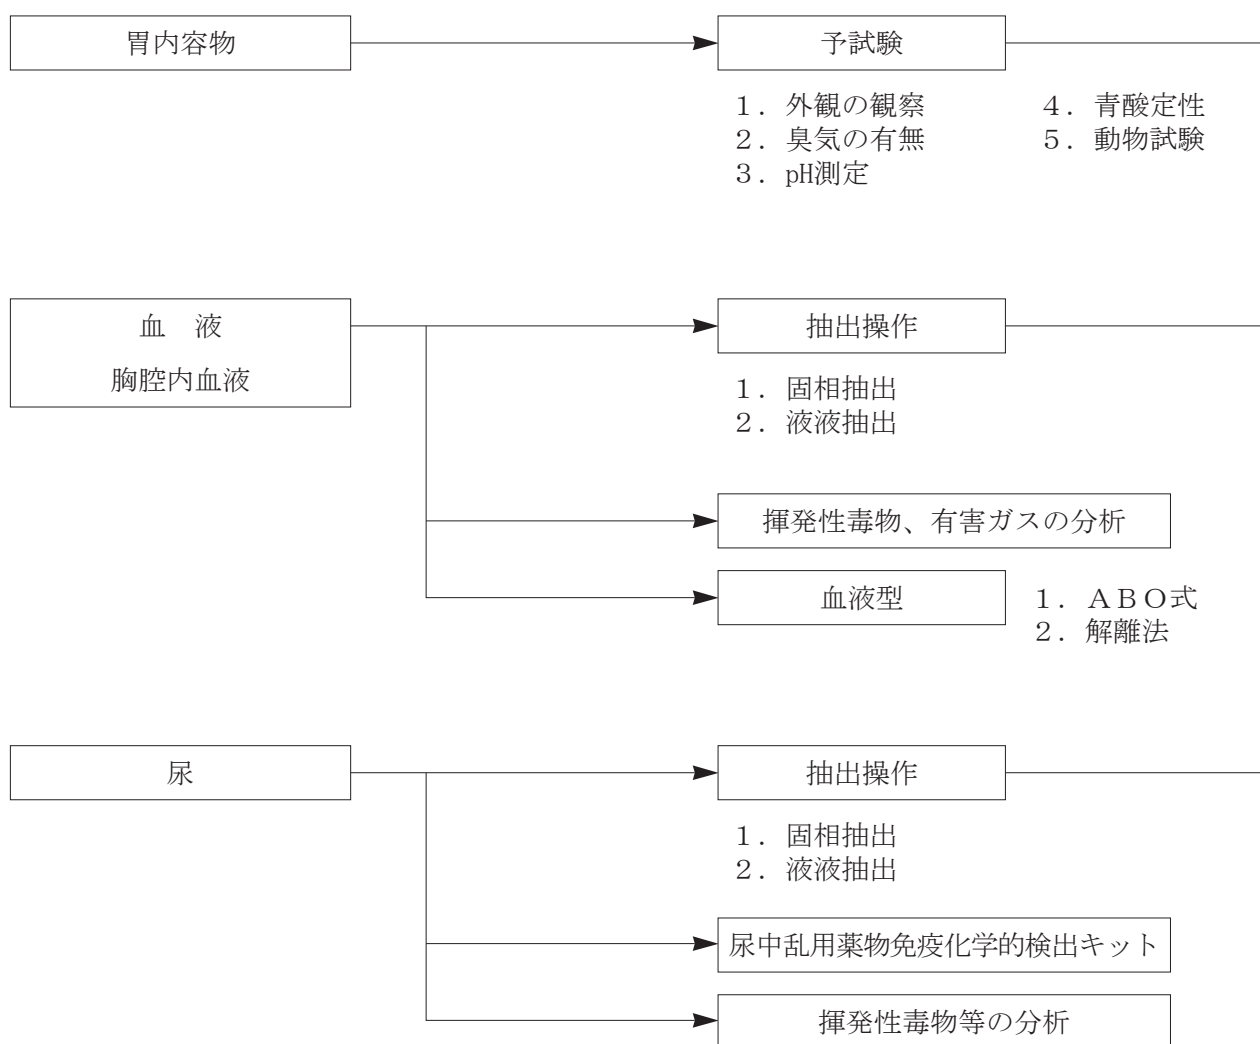 胃内容物
予試験
１．外観の観察
２．臭気の有無
３．pH測定
４．青酸定性
５．動物試験
血　液
胸腔内血液
抽出操作
１．固相抽出
２．液液抽出
揮発性毒物、有害ガスの分析
血液型
１．ＡＢＯ式
２．解離法
尿
抽出操作
１．固相抽出
２．液液抽出
尿中乱用薬物免疫化学的検出キット
揮発性毒物等の分析